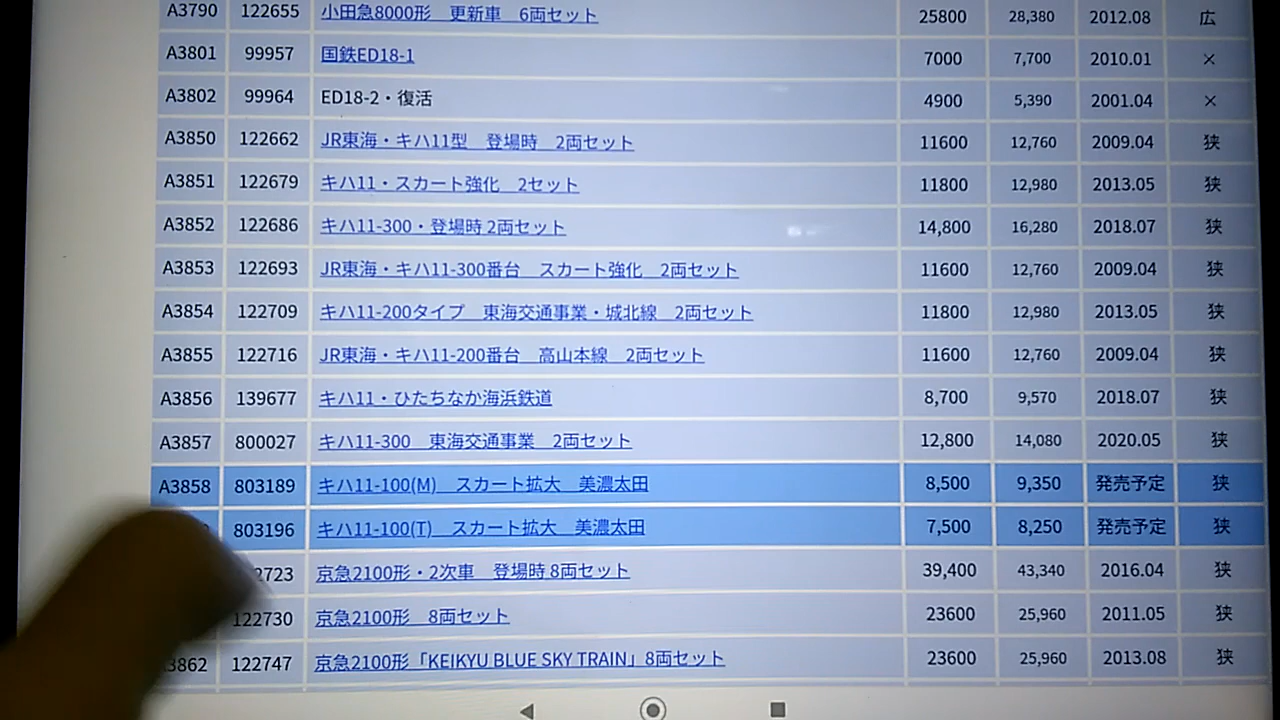 A3790 122655 小田急8000形　更新車　6両セット 25800 28,380 2012.08 広
A3801 99957 国鉄ED18-1 7000 7,700 2010.01 ×
A3802 99964 ED18-2・復活 4900 5,390 2001.04 ×
A3850 122662 JR東海・キハ11型　登場時　2両セット 11600 12,760 2009.04 狭
A3851 122679 キハ11・スカート強化　2セット 11800 12,980 2013.05 狭
A3852 122686 キハ11-300・登場時 2両セット 14,800 16,280 2018.07 狭
A3853 122693 JR東海・キハ11-300番台　スカート強化　2両セット 11600 12,760 2009.04 狭
A3854 122709 キハ11-200タイプ　東海交通事業・城北線　2両セット 11800 12,980 2013.05 狭
A3855 122716 JR東海・キハ11-200番台　高山本線　2両セット 11600 12,760 2009.04 狭
A3856 139677 キハ11・ひたちなか海浜鉄道 8,700 9,570 2018.07 狭
A3857 800027 キハ11-300　東海交通事業　2両セット 12,800 14,080 2020.05 狭
A3858 803189 キハ11-100(M)　スカート拡大　美濃太田 8,500 9,350 発売予定 狭
803196 キハ11-100(T)　スカート拡大　美濃太田 7,500 8,250 発売予定 狭
2723 京急2100形・2次車　登場時 8両セット 39,400 43,340 2016.04 狭
122730 京急2100形　8両セット 23600 25,960 2011.05 狭
3862 122747 京急2100形「KEIKYU BLUE SKY TRAIN」8両セット 23600 25,960 2013.08 狭